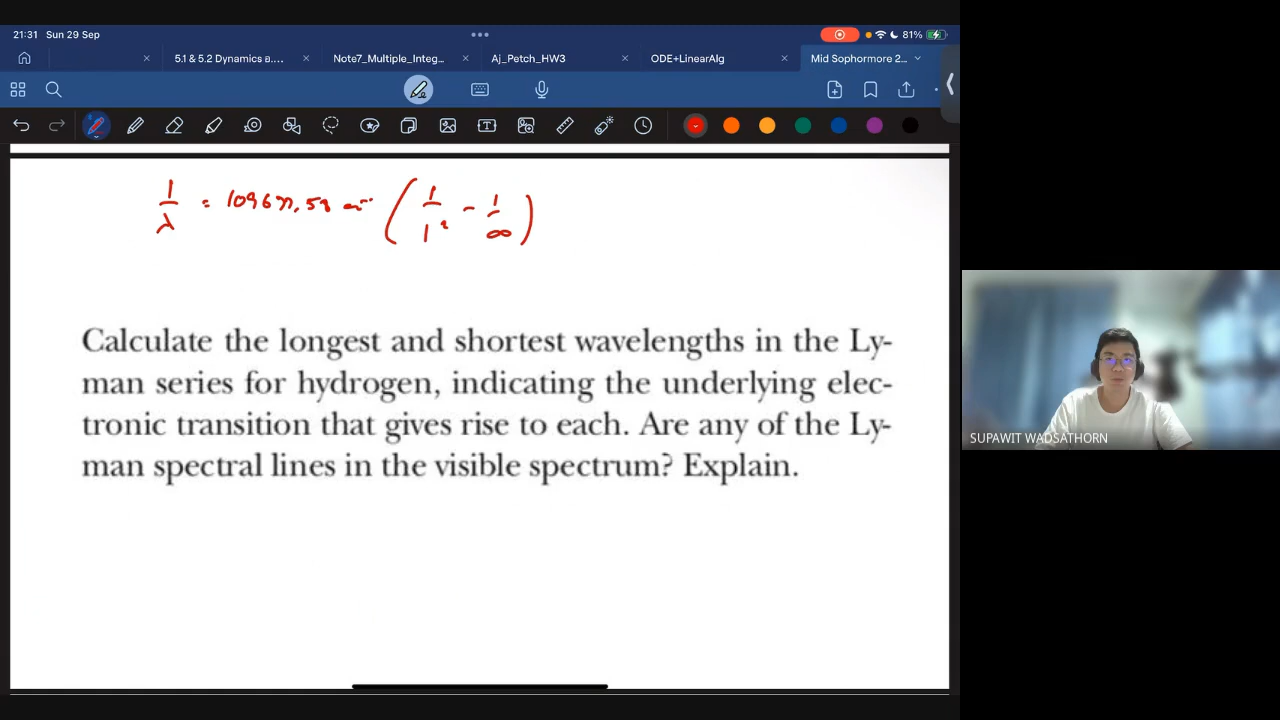 21:31 Sun 29 Sep
81%
5.1 & 5.2 Dynamics a....
Note7_Multiple_Integ...
Aj_Petch_HW3
ODE+LinearAlg
Mid Sophormore 2...
1/λ = 109677.58 cm⁻¹ (1/1² - 1/∞)
Calculate the longest and shortest wavelengths in the Ly-
man series for hydrogen, indicating the underlying elec-
tronic transition that gives rise to each. Are any of the Ly-
man spectral lines in the visible spectrum? Explain.
SUPAWIT WADSATHORN